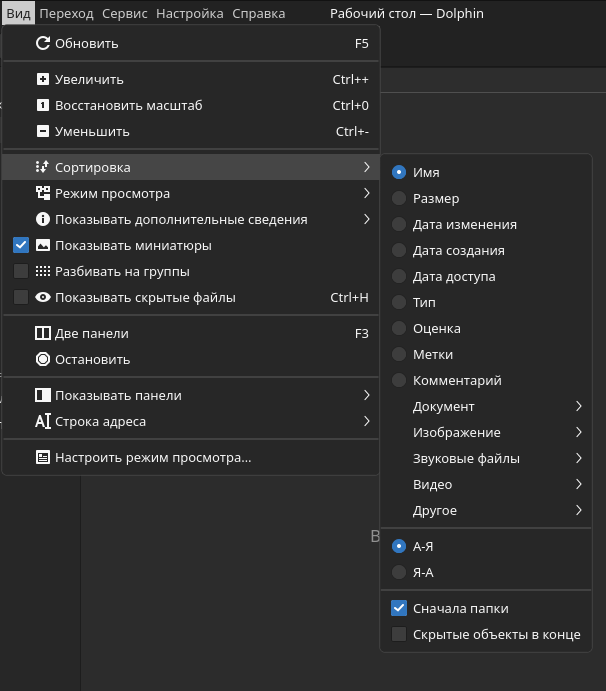 Вид Переход Сервис Настройка Справка Рабочий стол — Dolphin
Обновить F5
Увеличить Ctrl++
Восстановить масштаб Ctrl+0
Уменьшить Ctrl+-
Сортировка
Режим просмотра
Показывать дополнительные сведения
Показывать миниатюры
Разбивать на группы
Показывать скрытые файлы Ctrl+H
Две панели F3
Остановить
Показывать панели
Строка адреса
Настроить режим просмотра...
Имя
Размер
Дата изменения
Дата создания
Дата доступа
Тип
Оценка
Метки
Комментарий
Документ
Изображение
Звуковые файлы
Видео
Другое
А-Я
Я-А
Сначала папки
Скрытые объекты в конце